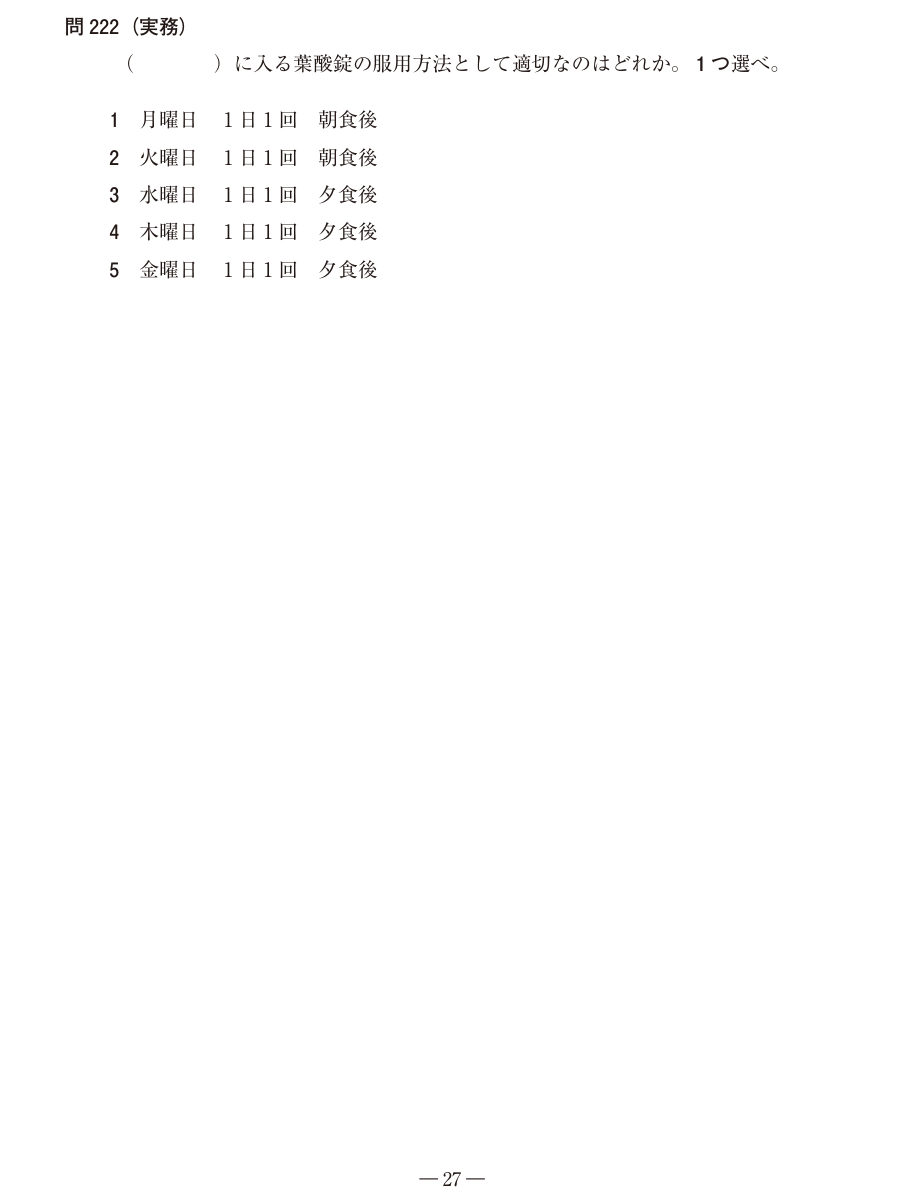 問 222（実務）
（　　　　）に入る葉酸錠の服用方法として適切なのはどれか。1つ選べ。
1　月曜日　1日1回　朝食後
2　火曜日　1日1回　朝食後
3　水曜日　1日1回　夕食後
4　木曜日　1日1回　夕食後
5　金曜日　1日1回　夕食後
― 27 ―